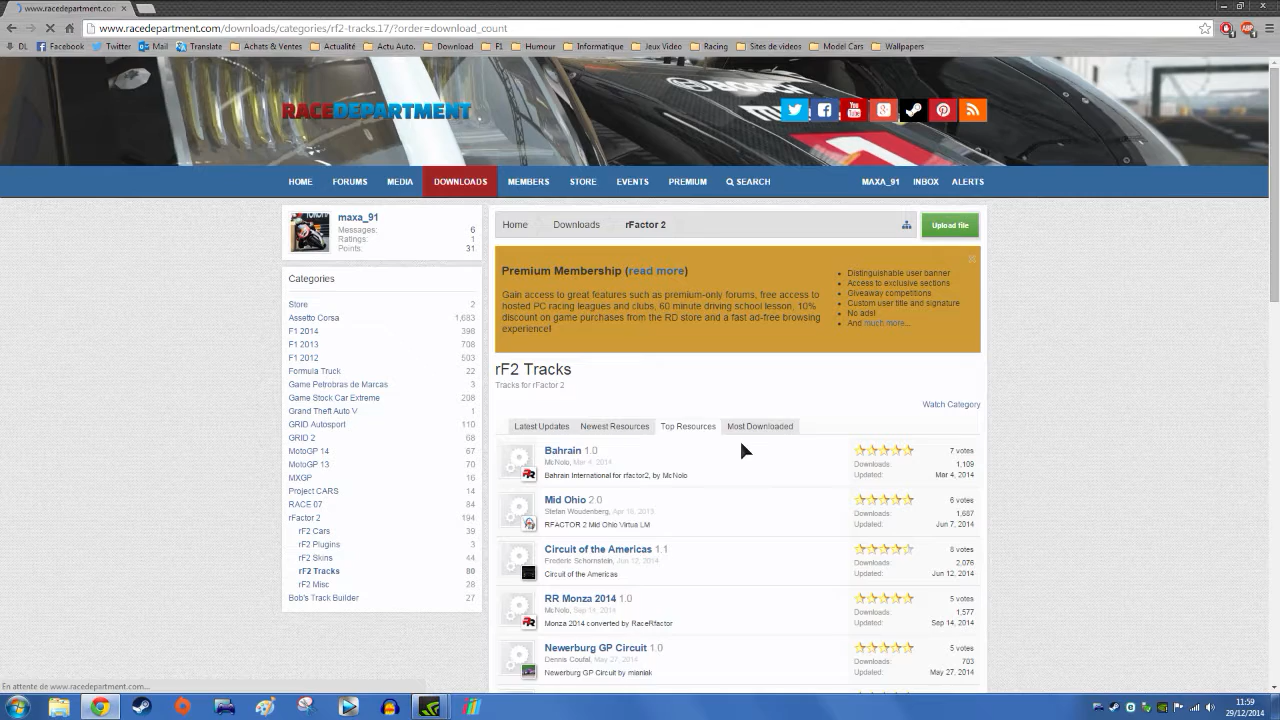 www.racedepartment.com...
www.racedepartment.com/downloads/categories/rf2-tracks.17/?order=download_count
DL Facebook Twitter Mail Translate Achats & Ventes Actualité Actu Auto. Download F1 Humour Informatique Jeux Video Racing Sites de videos Model Cars Wallpapers
RACEDEPARTMENT
HOME FORUMS MEDIA DOWNLOADS MEMBERS STORE EVENTS PREMIUM SEARCH MAXA_91 INBOX ALERTS
maxa_91
Messages: 6
Ratings: 1
Points: 31
Categories
Store 2
Assetto Corsa 1,683
F1 2014 398
F1 2013 708
F1 2012 503
Formula Truck 22
Game Petrobras de Marcas 3
Game Stock Car Extreme 208
Grand Theft Auto V 1
GRID Autosport 110
GRID 2 68
MotoGP 14 67
MotoGP 13 70
MXGP 16
Project CARS 14
RACE 07 84
rFactor 2 194
rF2 Cars 39
rF2 Plugins 3
rF2 Skins 44
rF2 Tracks 80
rF2 Misc 28
Bob's Track Builder 27
Home Downloads rFactor 2 Upload file
Premium Membership (read more)
Gain access to great features such as premium-only forums, free access to
hosted PC racing leagues and clubs, 60 minute driving school lesson, 10%
discount on game purchases from the RD store and a fast ad-free browsing
experience!
Distinguishable user banner
Access to exclusive sections
Giveaway competitions
Custom user title and signature
No ads!
And much more...
rF2 Tracks
Tracks for rFactor 2
Watch Category
Latest Updates Newest Resources Top Resources Most Downloaded
Bahrain 1.0
McNolo, Mar 4, 2014
Bahrain International for rfactor2, by McNolo
7 votes
Downloads: 1,109
Updated: Mar 4, 2014
Mid Ohio 2.0
Stefan Woudenberg, Apr 16, 2013
RFACTOR 2 Mid Ohio Virtua LM
6 votes
Downloads: 1,687
Updated: Jun 7, 2014
Circuit of the Americas 1.1
Frederic Schornstein, Jun 12, 2014
Circuit of the Americas
8 votes
Downloads: 2,076
Updated: Jun 12, 2014
RR Monza 2014 1.0
McNolo, Sep 14, 2014
Monza 2014 converted by RaceRfactor
5 votes
Downloads: 1,577
Updated: Sep 14, 2014
Newerburg GP Circuit 1.0
Dennis Coufal, May 27, 2014
Newerburg GP Circuit by mianiak
5 votes
Downloads: 703
Updated: May 27, 2014
En attente de www.racedepartment.com...
11:59
29/12/2014